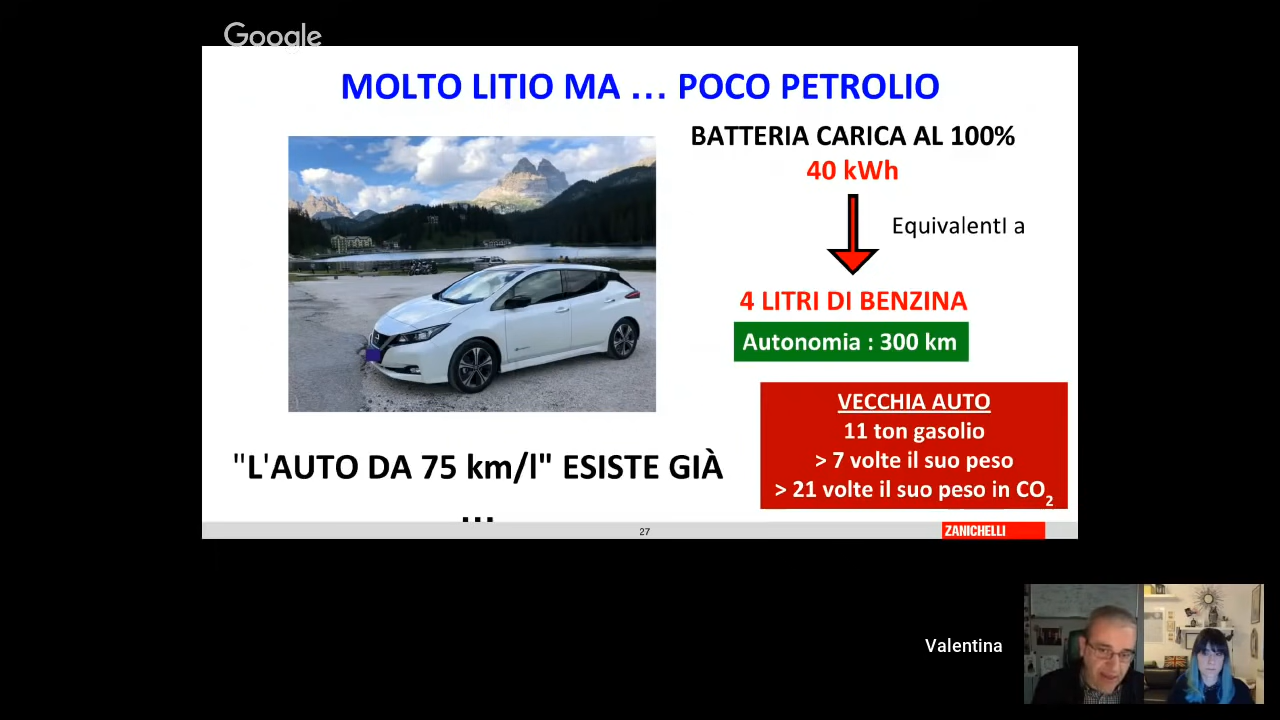 Google
MOLTO LITIO MA … POCO PETROLIO
BATTERIA CARICA AL 100%
40 kWh
EquivalentI a
4 LITRI DI BENZINA
Autonomia : 300 km
VECCHIA AUTO
11 ton gasolio
> 7 volte il suo peso
> 21 volte il suo peso in CO2
"L'AUTO DA 75 km/l" ESISTE GIÀ
!!!
27
ZANICHELLI
Valentina